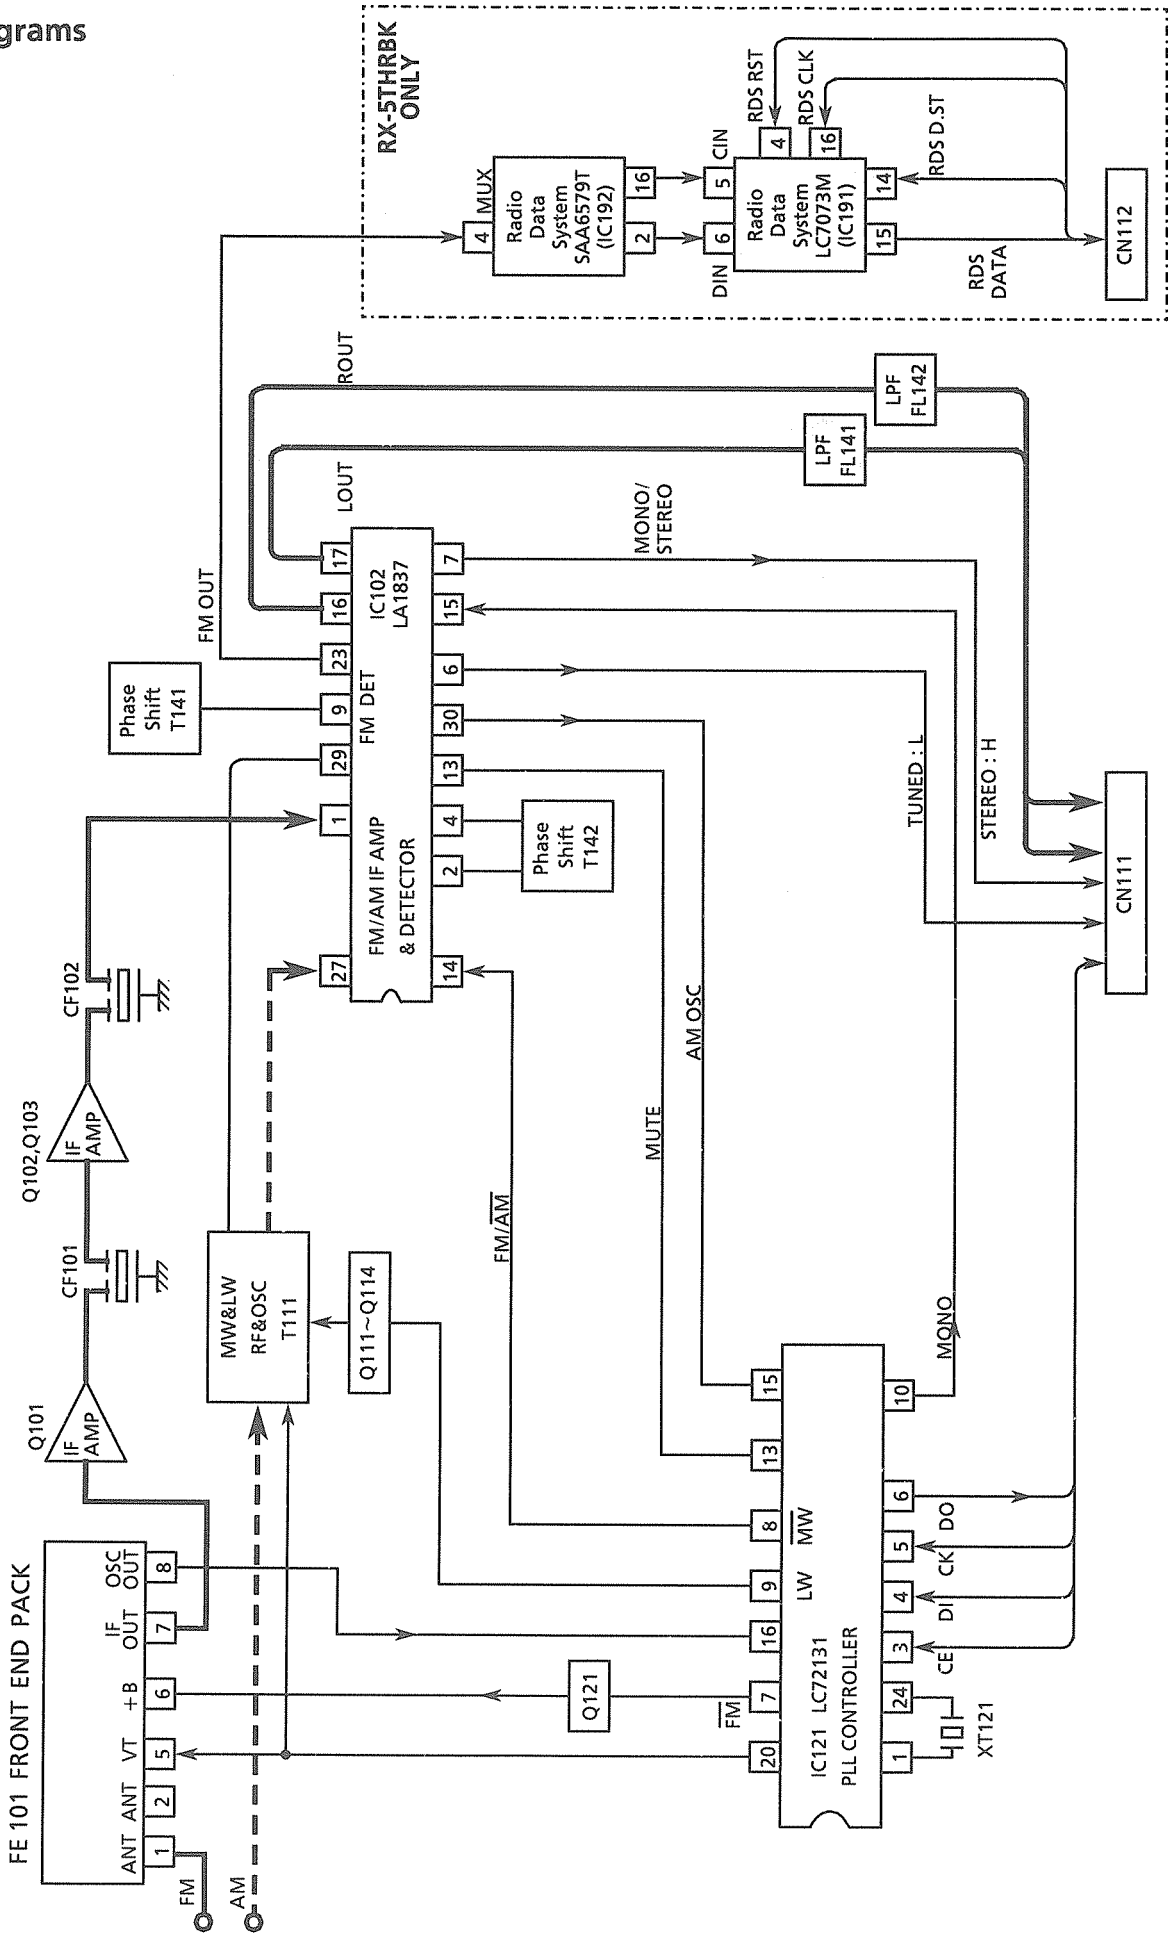 grams
FE 101 FRONT END PACK
ANT
ANT
VT
+B
IF
OUT
OSC
OUT
1
2
5
6
7
8
FM
AM
Q101
IF
AMP
CF101
Q102,Q103
IF
AMP
CF102
MW&LW
RF&OSC
T111
Q111~Q114
Q121
Phase
Shift
T141
FM OUT
27
1
29
9
23
16
17
FM/AM IF AMP
& DETECTOR
FM DET
IC102
LA1837
14
2
4
13
30
6
15
7
Phase
Shift
T142
LOUT
ROUT
FM/AM
MUTE
AM OSC
MONO/
STEREO
TUNED : L
STEREO : H
MONO
LPF
FL141
LPF
FL142
FM
20
7
16
9
8
13
15
LW
MW
IC121 LC72131
PLL CONTROLLER
1
24
3
4
5
6
10
CE
DI
CK
DO
XT121
CN111
RX-5THRBK
ONLY
4
MUX
Radio
Data
System
SAA6579T
(IC192)
2
16
DIN
6
5
CIN
Radio
Data
System
LC7073M
(IC191)
4
16
RDS RST
RDS CLK
15
14
RDS D.ST
RDS
DATA
CN112